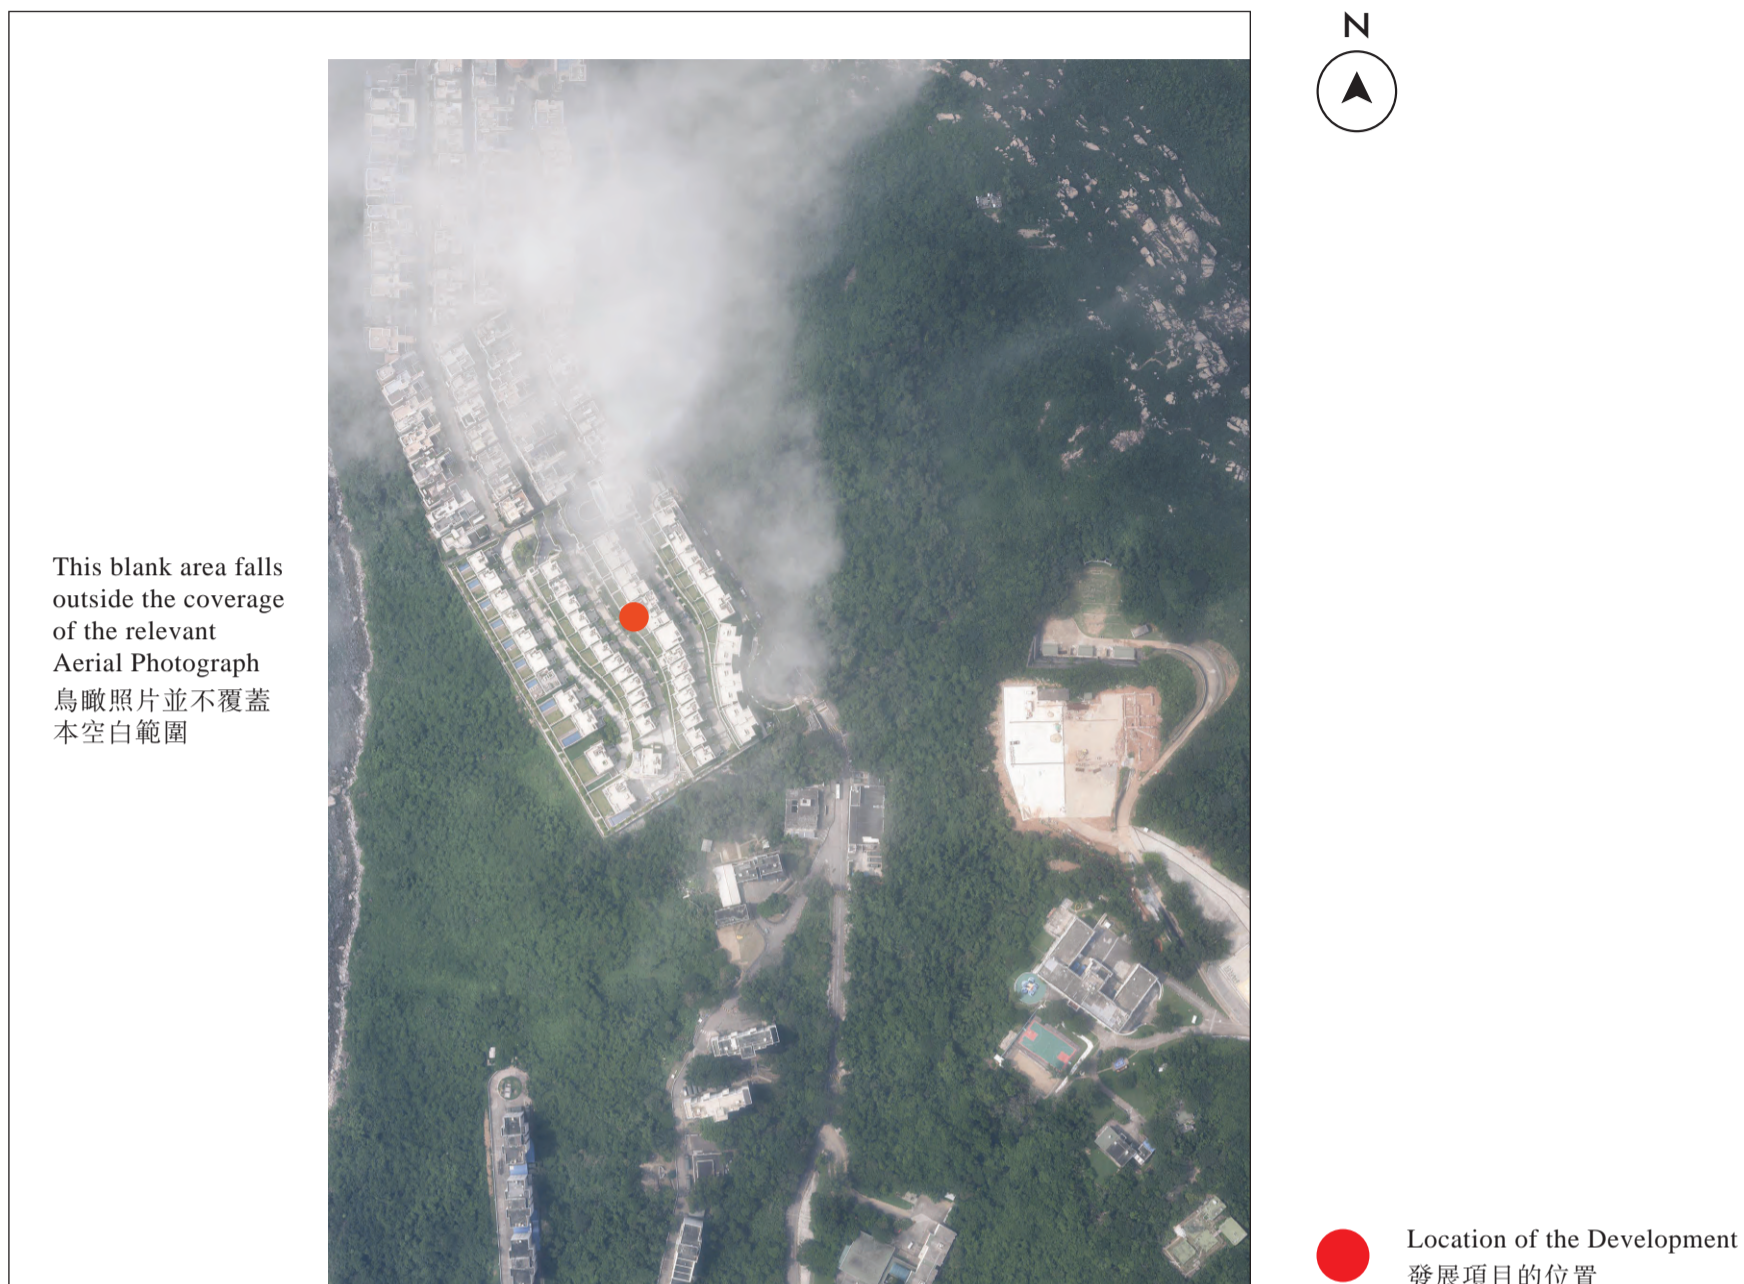 N
This blank area falls
outside the coverage
of the relevant
Aerial Photograph
鳥瞰照片並不覆蓋
本空白範圍
Location of the Development
發展項目的位置